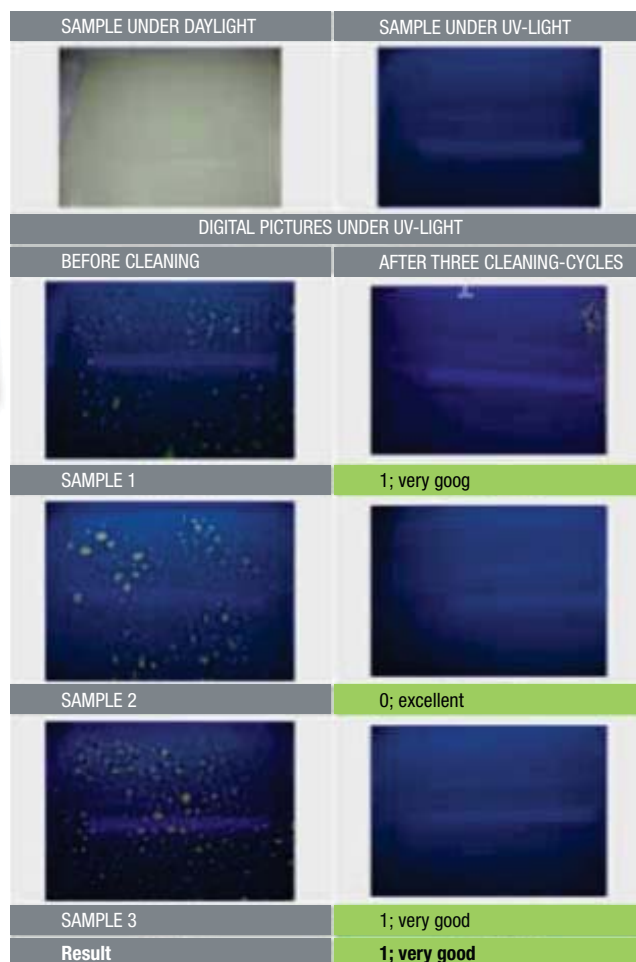 SAMPLE UNDER DAYLIGHT
SAMPLE UNDER UV-LIGHT
DIGITAL PICTURES UNDER UV-LIGHT
BEFORE CLEANING
AFTER THREE CLEANING-CYCLES
SAMPLE 1
1; very goog
SAMPLE 2
0; excellent
SAMPLE 3
1; very good
Result
1; very good